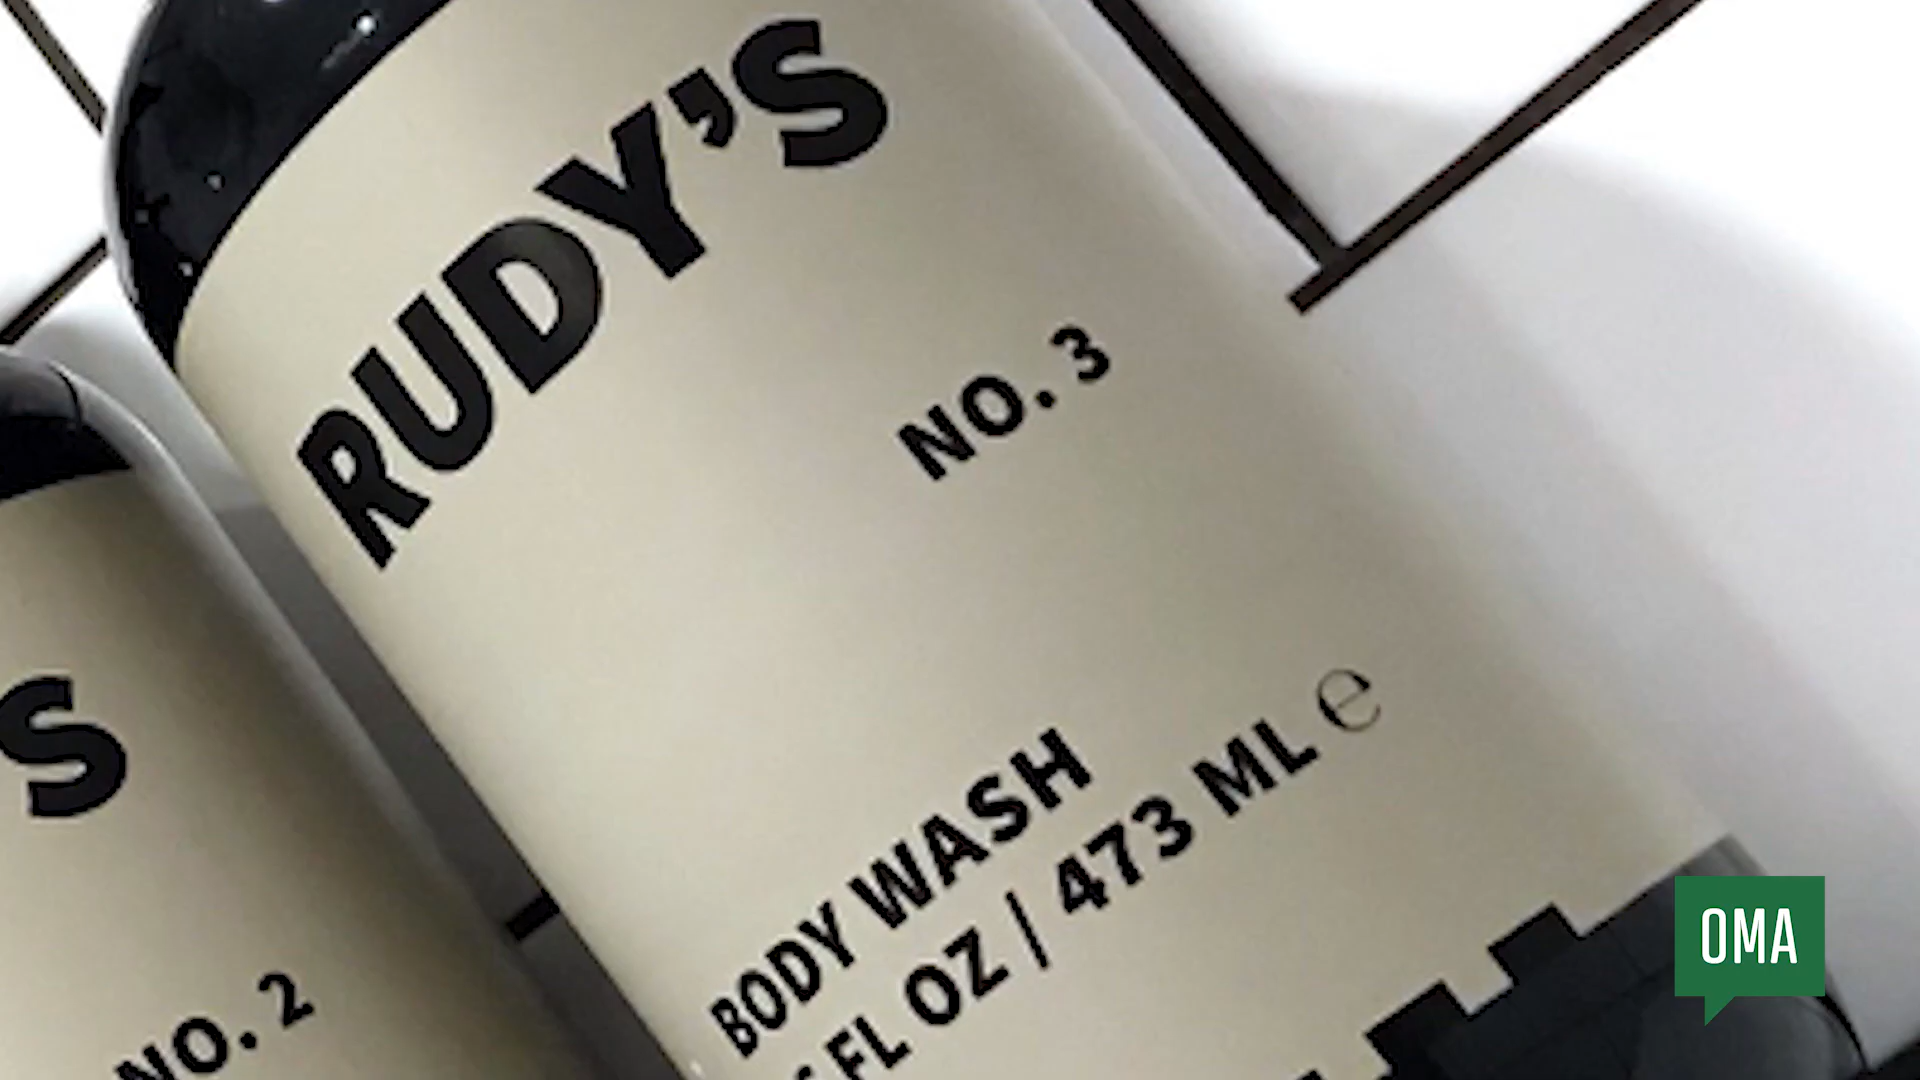 RUDY'S
NO. 3
BODY WASH
FL OZ / 473 ML ℮
S
NO. 2
OMA